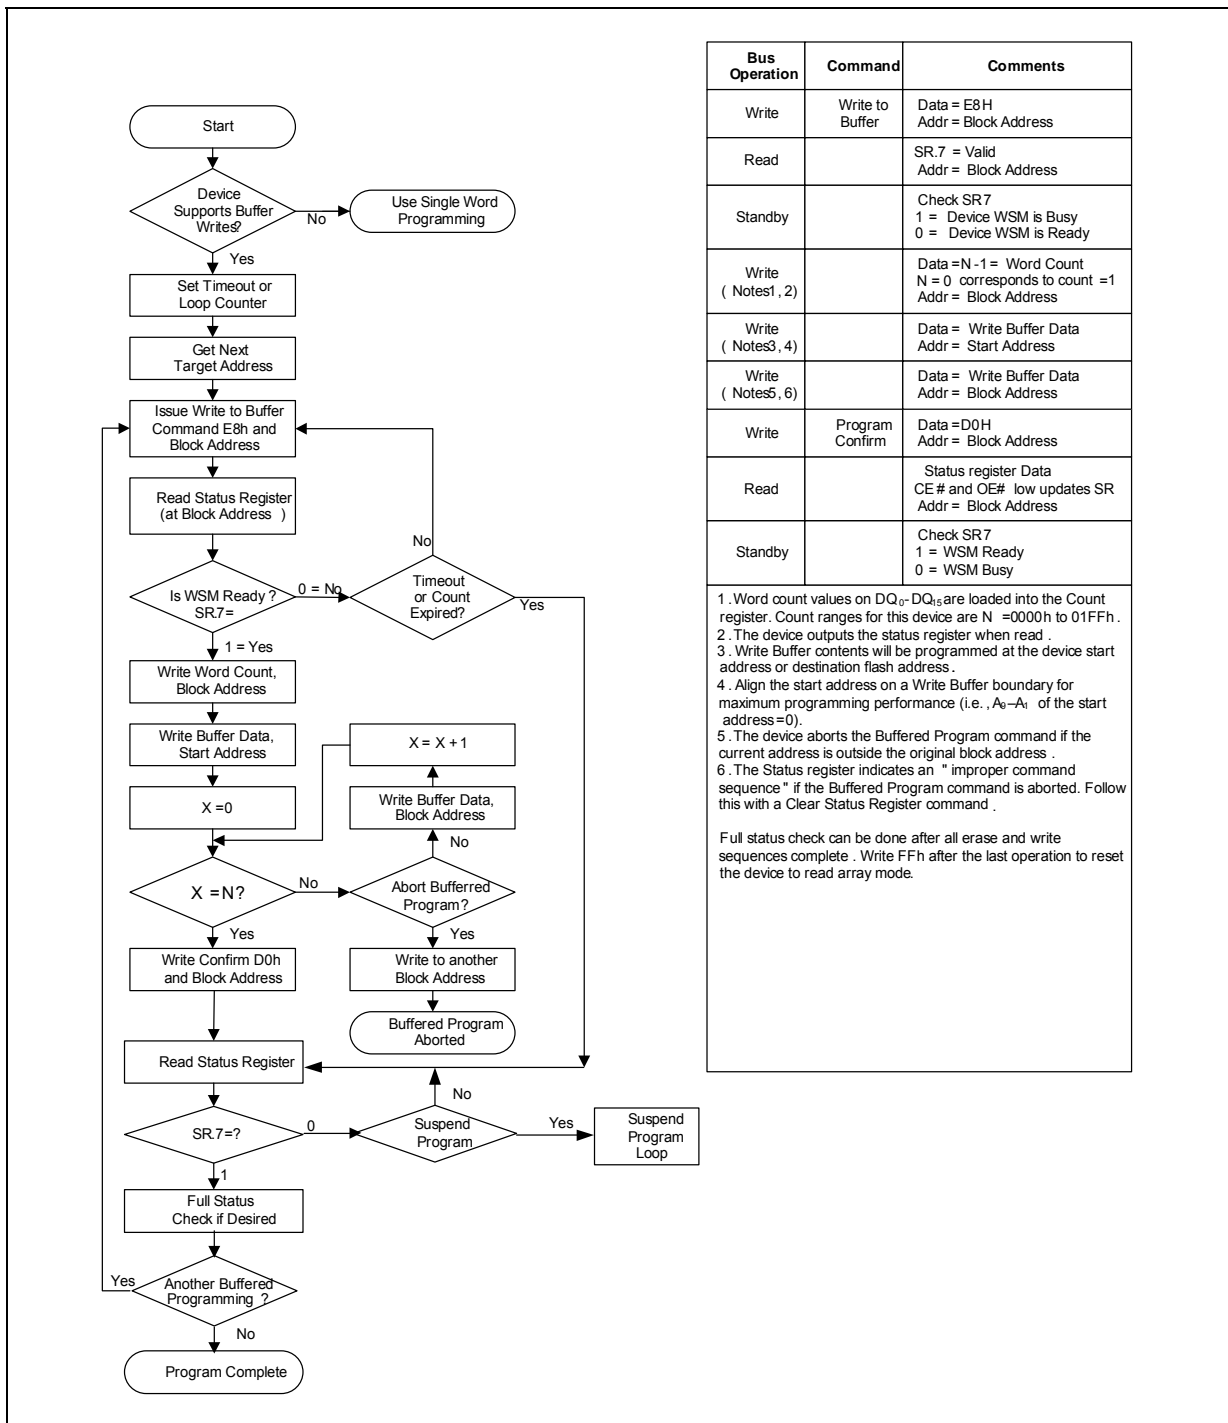 Start
Device
Supports Buffer
Writes?
No
Use Single Word
Programming
Yes
Set Timeout or
Loop Counter
Get Next
Target Address
Issue Write to Buffer
Command E8h and
Block Address
Read Status Register
(at Block Address )
No
Is WSM Ready ?
SR.7=
0 = No
Timeout
or Count
Expired?
Yes
1 = Yes
Write Word Count,
Block Address
Write Buffer Data,
Start Address
X = X + 1
X =0
Write Buffer Data,
Block Address
No
X =N?
No
Abort Bufferred
Program?
Yes
Yes
Write Confirm D0h
and Block Address
Write to another
Block Address
Buffered Program
Aborted
Read Status Register
No
SR.7=?
0
Suspend
Program
Yes
Suspend
Program
Loop
1
Full Status
Check if Desired
Yes
Another Buffered
Programming ?
No
Program Complete
Bus
Operation
Command
Comments
Write
Write to
Buffer
Data = E8H
Addr = Block Address
Read
SR.7 = Valid
Addr = Block Address
Standby
Check SR7
1 = Device WSM is Busy
0 = Device WSM is Ready
Write
( Notes1, 2)
Data =N -1= Word Count
N = 0 corresponds to count =1
Addr = Block Address
Write
( Notes3, 4)
Data = Write Buffer Data
Addr = Start Address
Write
( Notes5, 6)
Data = Write Buffer Data
Addr = Block Address
Write
Program
Confirm
Data =D0H
Addr = Block Address
Read
Status register Data
CE # and OE# low updates SR
Addr = Block Address
Standby
Check SR7
1 = WSM Ready
0 = WSM Busy
1 . Word count values on DQ0-DQ15 are loaded into the Count
register. Count ranges for this device are N =0000h to 01FFh .
2 . The device outputs the status register when read .
3 . Write Buffer contents will be programmed at the device start
address or destination flash address .
4 . Align the start address on a Write Buffer boundary for
maximum programming performance (i.e. , A9–A1 of the start
address =0).
5 . The device aborts the Buffered Program command if the
current address is outside the original block address .
6 . The Status register indicates an " improper command
sequence " if the Buffered Program command is aborted. Follow
this with a Clear Status Register command .
Full status check can be done after all erase and write
sequences complete . Write FFh after the last operation to reset
the device to read array mode.